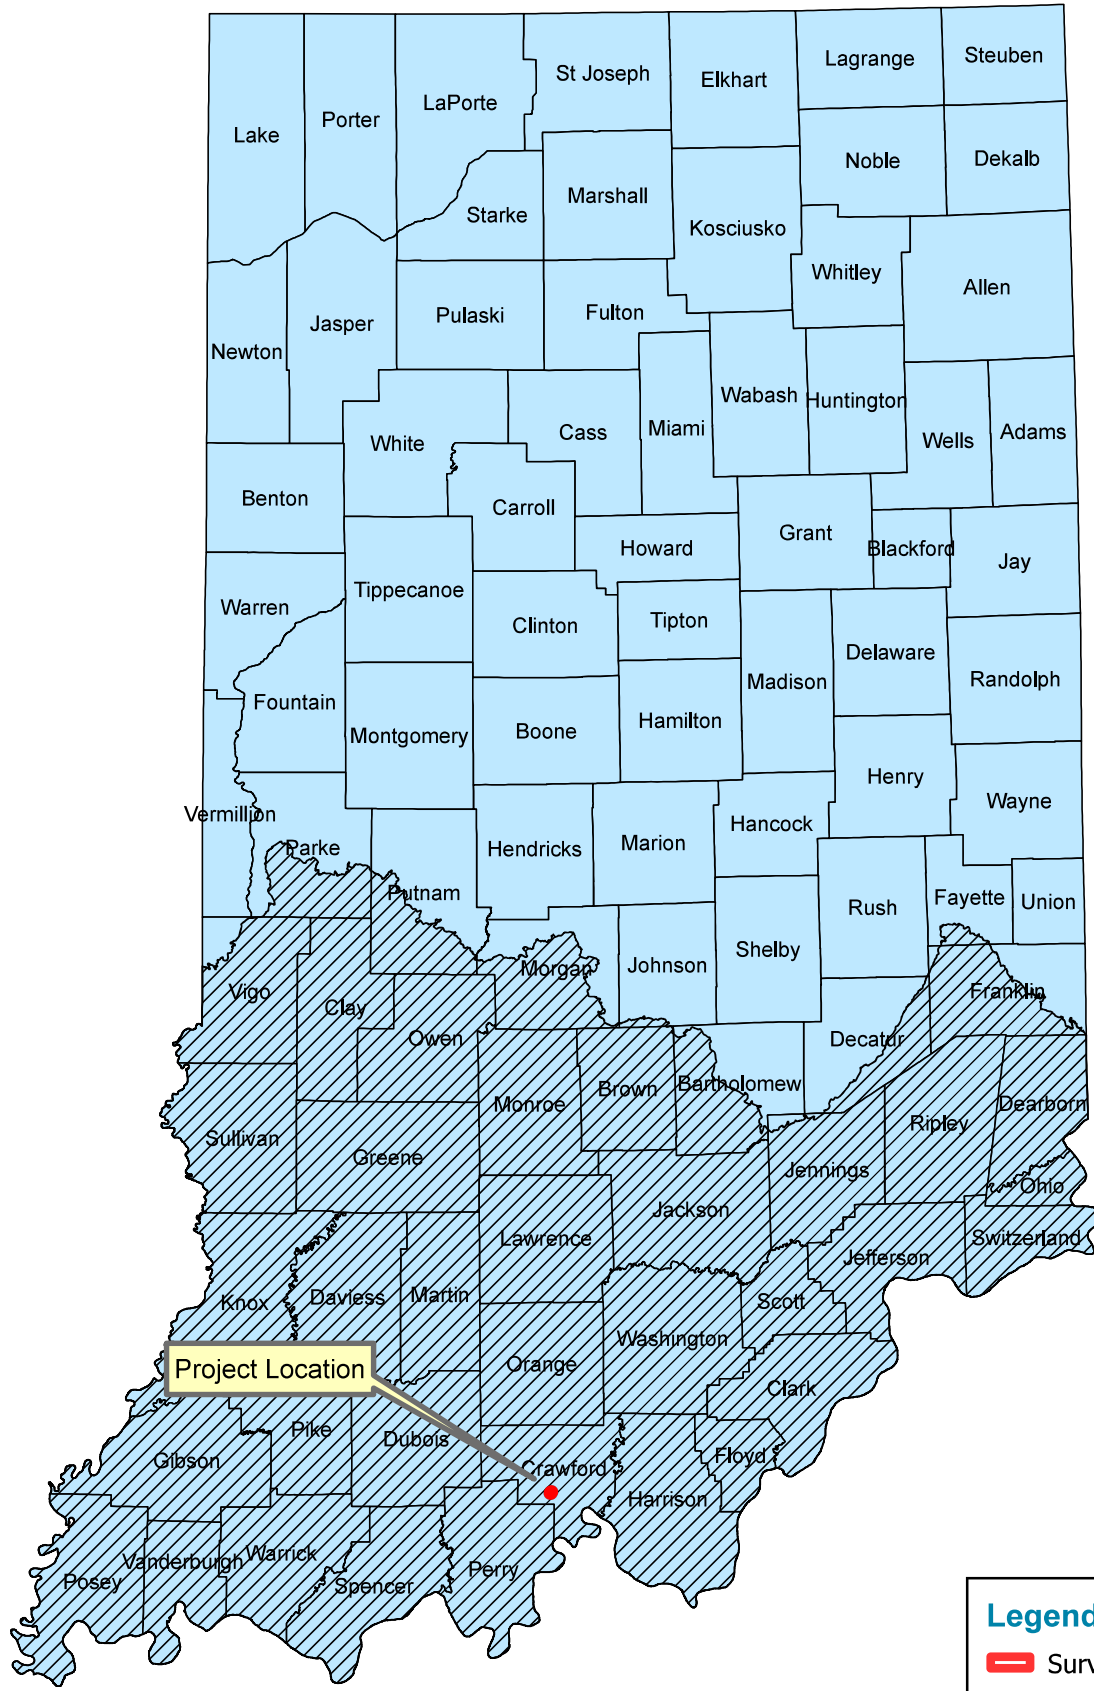 Steuben
Lagrange
St Joseph
Elkhart
LaPorte
Porter
Lake
Noble
Dekalb
Marshall
Starke
Kosciusko
Whitley
Allen
Fulton
Pulaski
Jasper
Newton
Wabash
Huntington
Miami
Cass
White
Wells
Adams
Benton
Carroll
Grant
Howard
Blackford
Jay
Tippecanoe
Warren
Clinton
Tipton
Delaware
Randolph
Madison
Fountain
Hamilton
Boone
Montgomery
Henry
Wayne
Vermillion
Hancock
Marion
Hendricks
Parke
Putnam
Rush
Fayette
Union
Shelby
Johnson
Morgan
Vigo
Franklin
Clay
Owen
Decatur
Bartholomew
Brown
Monroe
Dearborn
Ripley
Sullivan
Greene
Jennings
Ohio
Jackson
Lawrence
Switzerland
Jefferson
Knox
Daviess
Martin
Scott
Washington
Project Location
Orange
Clark
Pike
Dubois
Gibson
Crawford
Floyd
Harrison
Vanderburgh
Warrick
Perry
Posey
Spencer
Legend
Surv